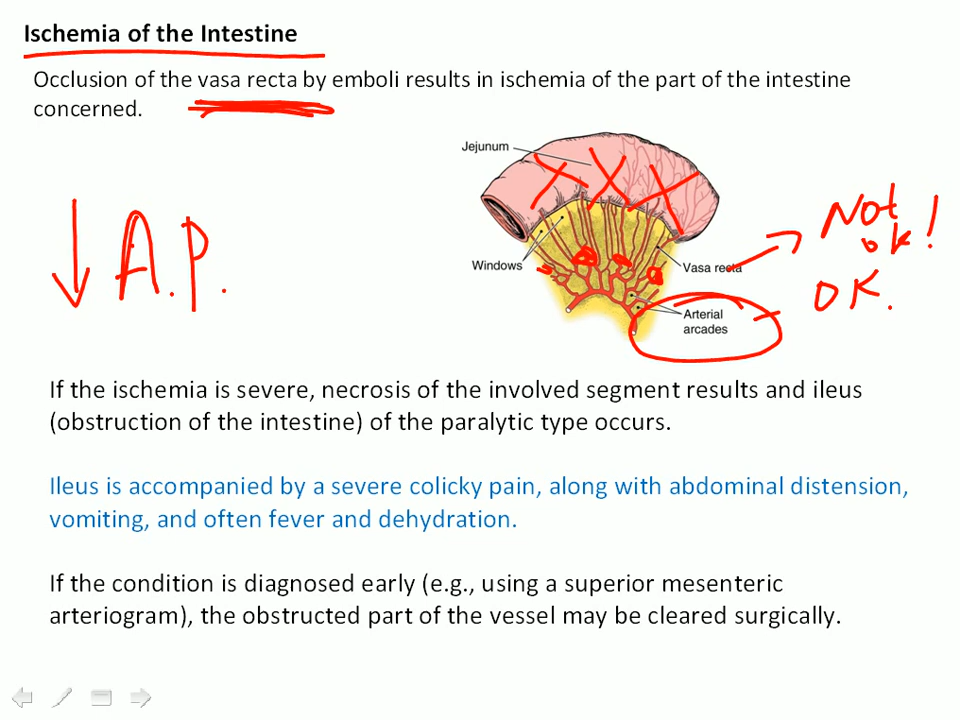 Ischemia of the Intestine
Occlusion of the vasa recta by emboli results in ischemia of the part of the intestine
concerned.
Jejunum
Windows
Vasa recta
Arterial
arcades
Not
ok!
OK.
↓ A.P.
If the ischemia is severe, necrosis of the involved segment results and ileus
(obstruction of the intestine) of the paralytic type occurs.
Ileus is accompanied by a severe colicky pain, along with abdominal distension,
vomiting, and often fever and dehydration.
If the condition is diagnosed early (e.g., using a superior mesenteric
arteriogram), the obstructed part of the vessel may be cleared surgically.